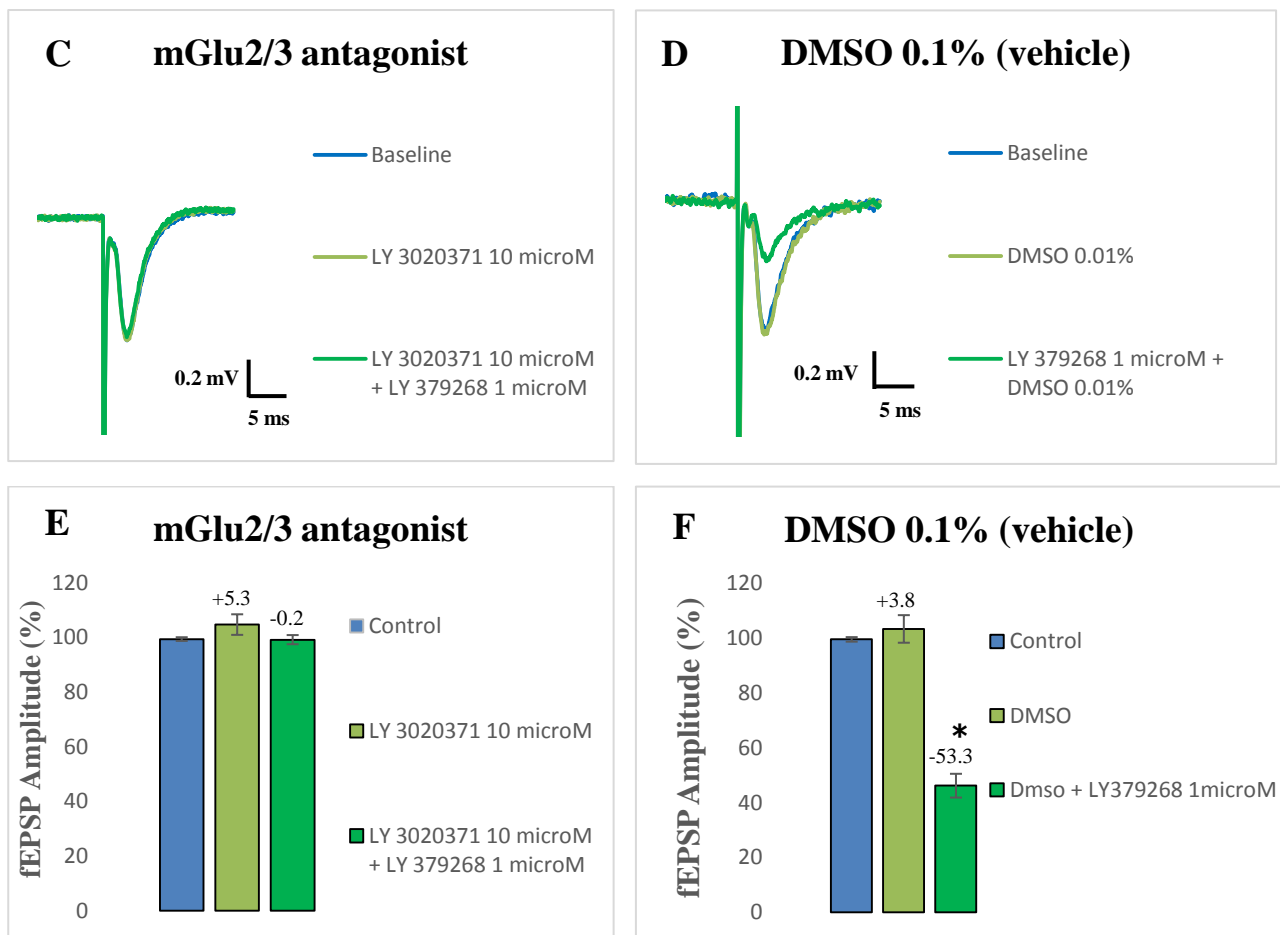 C
mGlu2/3 antagonist
Baseline
LY 3020371 10 microM
LY 3020371 10 microM
+ LY 379268 1 microM
0.2 mV
5 ms
D
DMSO 0.1% (vehicle)
Baseline
DMSO 0.01%
LY 379268 1 microM +
DMSO 0.01%
0.2 mV
5 ms
E
mGlu2/3 antagonist
fEPSP Amplitude (%)
120
100
80
60
40
20
0
+5.3
-0.2
Control
LY 3020371 10 microM
LY 3020371 10 microM
+ LY 379268 1 microM
F
DMSO 0.1% (vehicle)
fEPSP Amplitude (%)
120
100
80
60
40
20
0
+3.8
*
-53.3
Control
DMSO
Dmso + LY379268 1microM